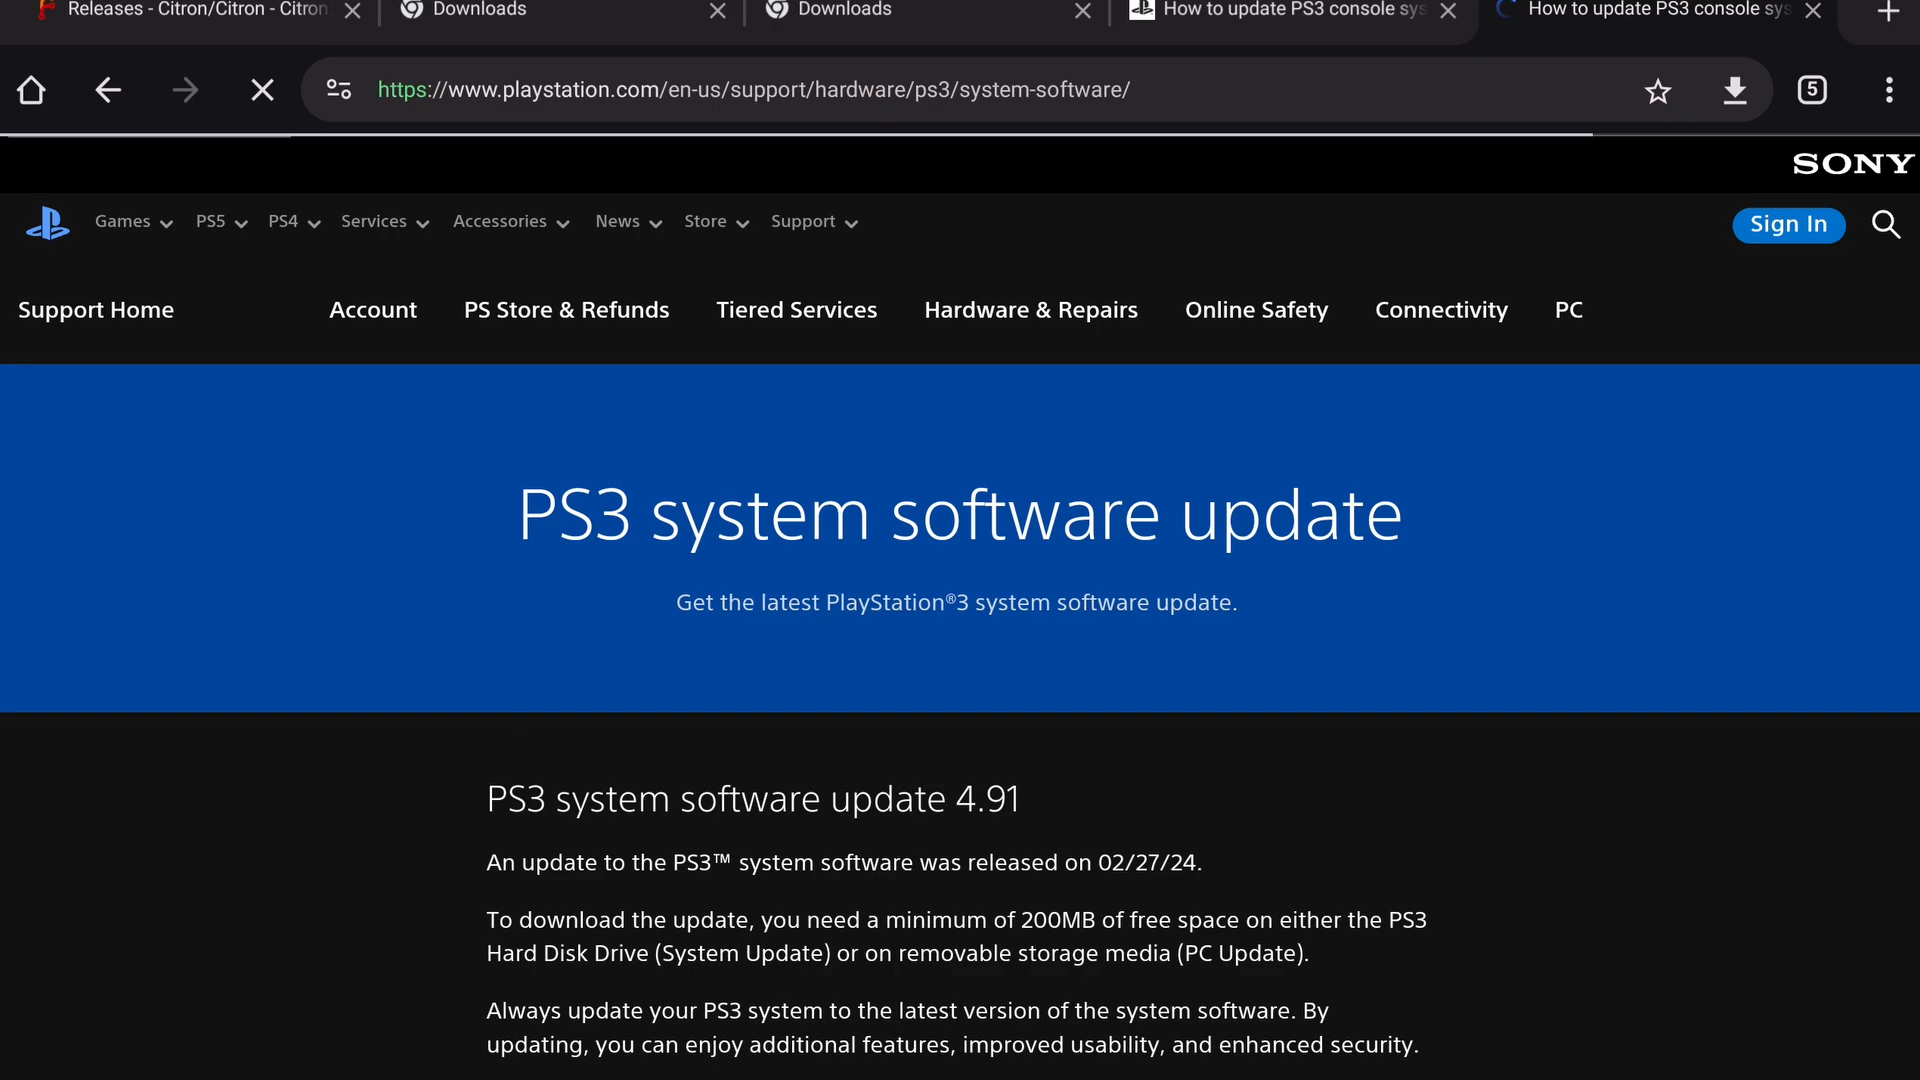 Releases - Citron/Citron - Citron
Downloads
Downloads
How to update PS3 console sys
How to update PS3 console sys
https://www.playstation.com/en-us/support/hardware/ps3/system-software/
5
SONY
Games PS5 PS4 Services Accessories News Store Support
Sign In
Support Home Account PS Store & Refunds Tiered Services Hardware & Repairs Online Safety Connectivity PC
PS3 system software update
Get the latest PlayStation®3 system software update.
PS3 system software update 4.91
An update to the PS3™ system software was released on 02/27/24.
To download the update, you need a minimum of 200MB of free space on either the PS3
Hard Disk Drive (System Update) or on removable storage media (PC Update).
Always update your PS3 system to the latest version of the system software. By
updating, you can enjoy additional features, improved usability, and enhanced security.